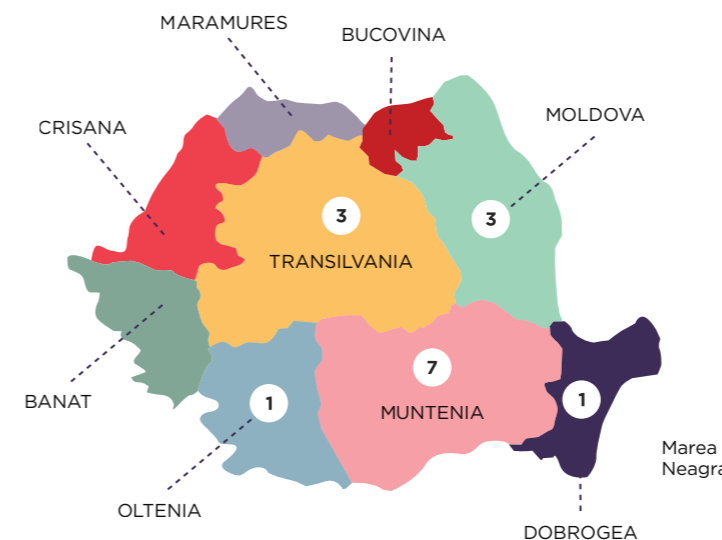 MARAMURES
BUCOVINA
CRISANA
MOLDOVA
3
3
TRANSILVANIA
7
1
1
BANAT
MUNTENIA
Marea
Neagra
OLTENIA
DOBROGEA